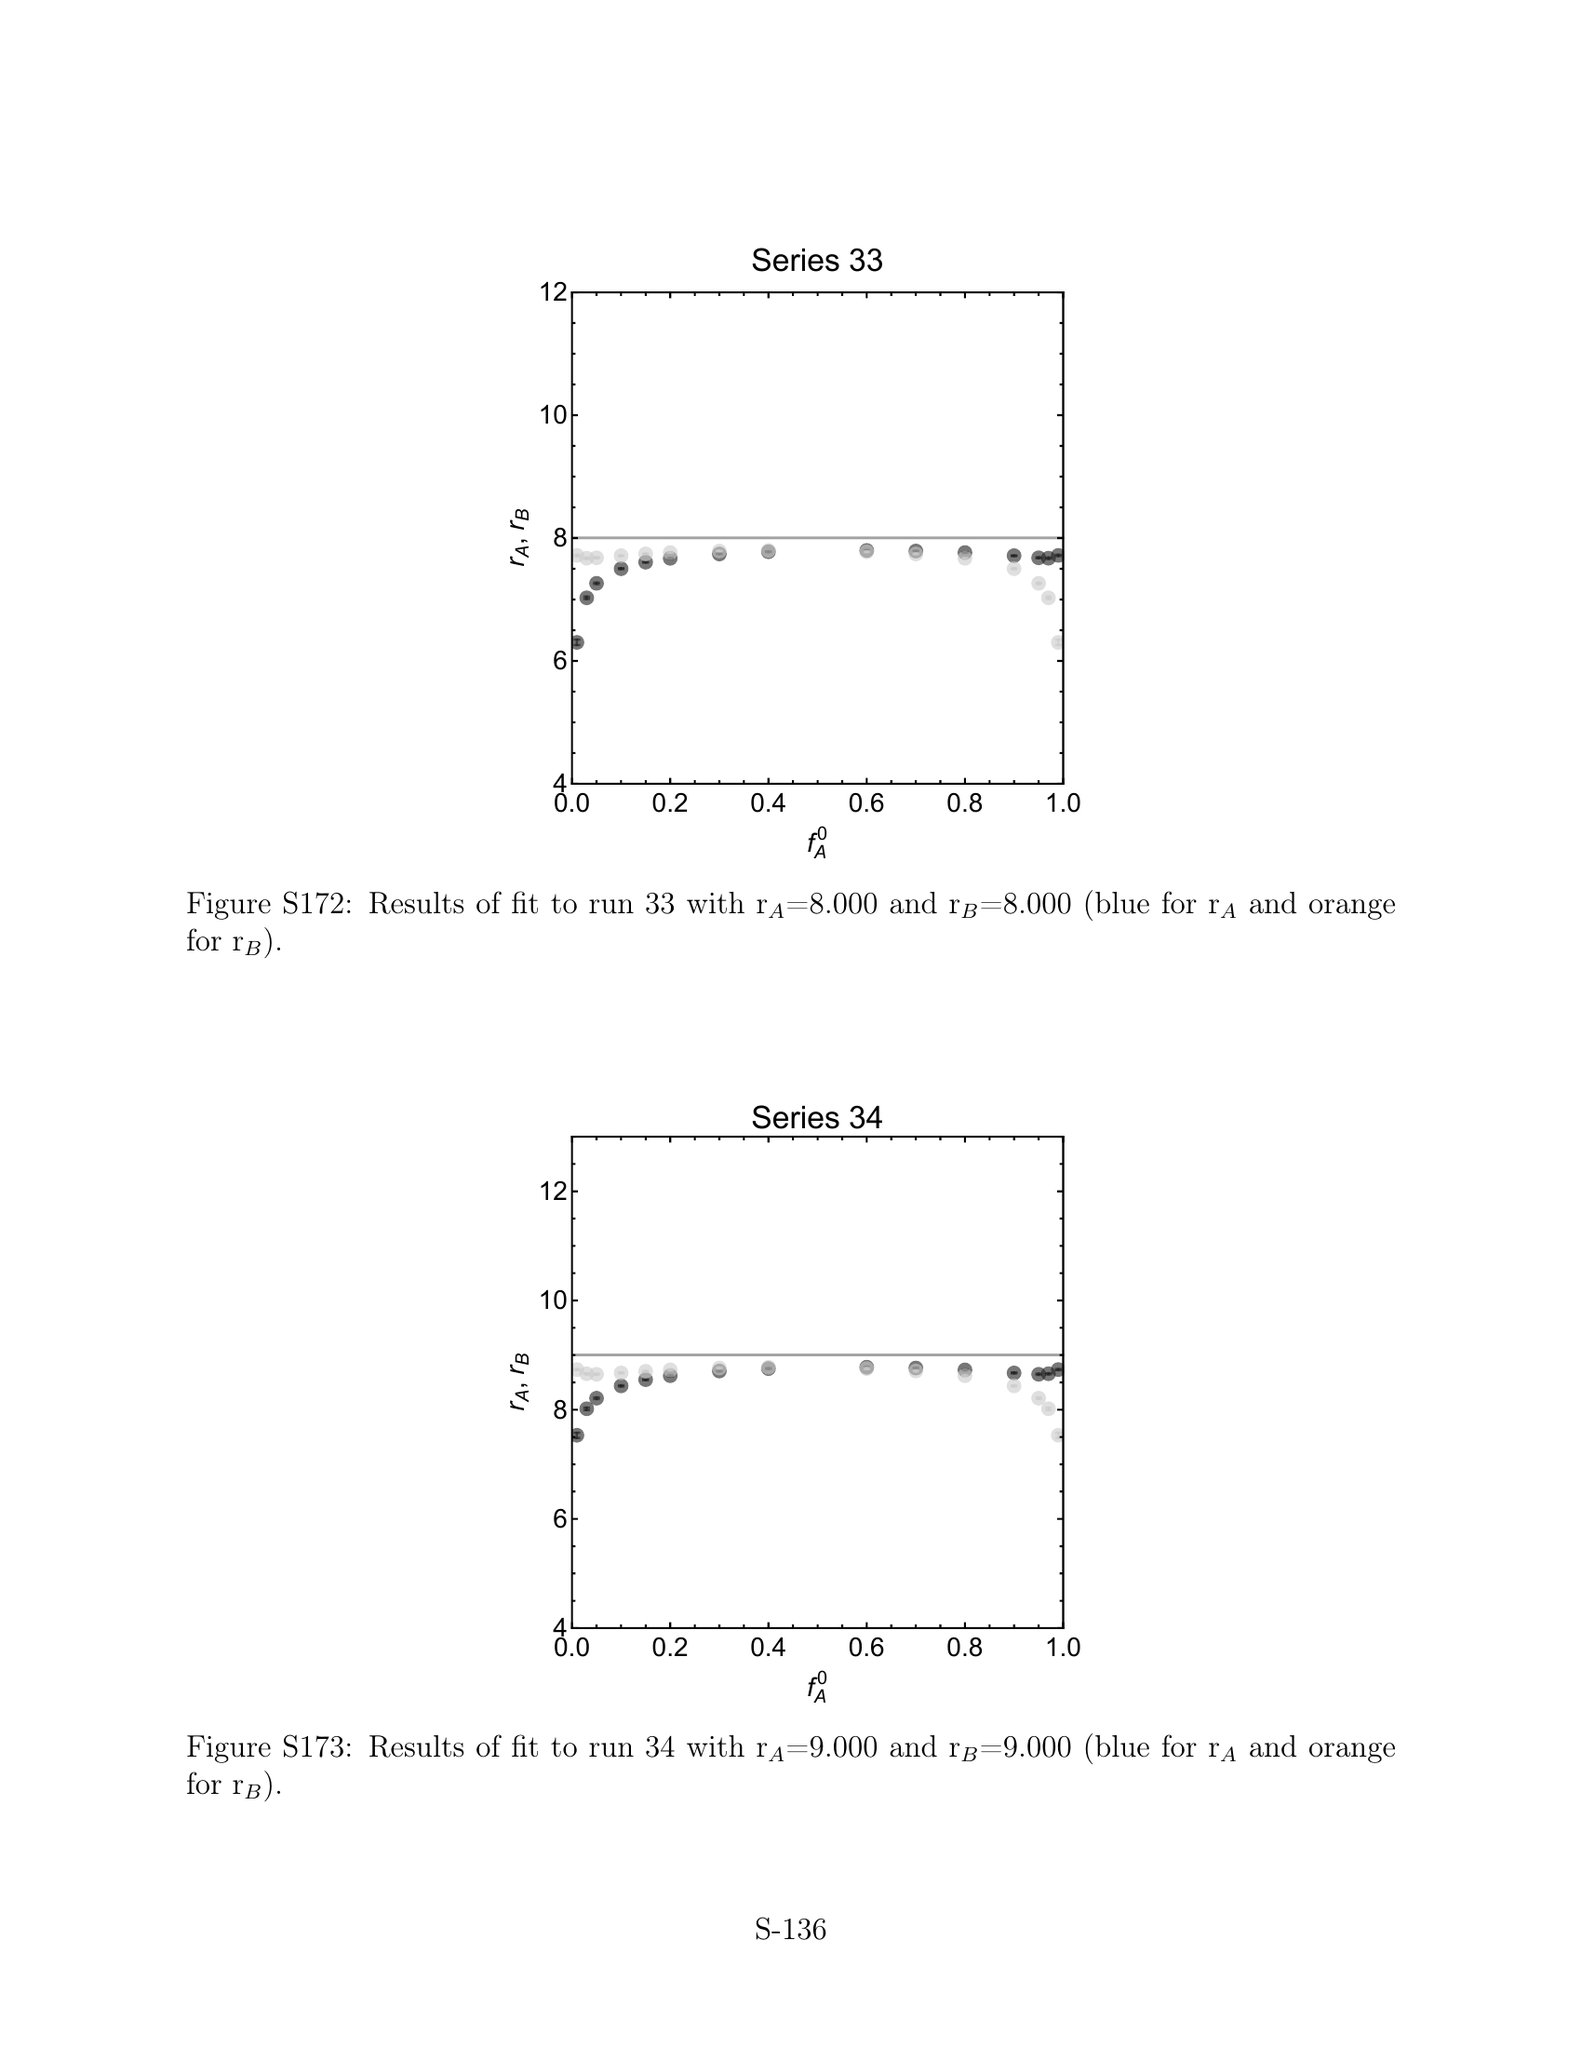 Series 33
12
10
8
6
4
r_A, r_B
0.0 0.2 0.4 0.6 0.8 1.0
f_A^0
Figure S172: Results of fit to run 33 with r_A=8.000 and r_B=8.000 (blue for r_A and orange
for r_B).
Series 34
12
10
8
6
4
r_A, r_B
0.0 0.2 0.4 0.6 0.8 1.0
f_A^0
Figure S173: Results of fit to run 34 with r_A=9.000 and r_B=9.000 (blue for r_A and orange
for r_B).
S-136